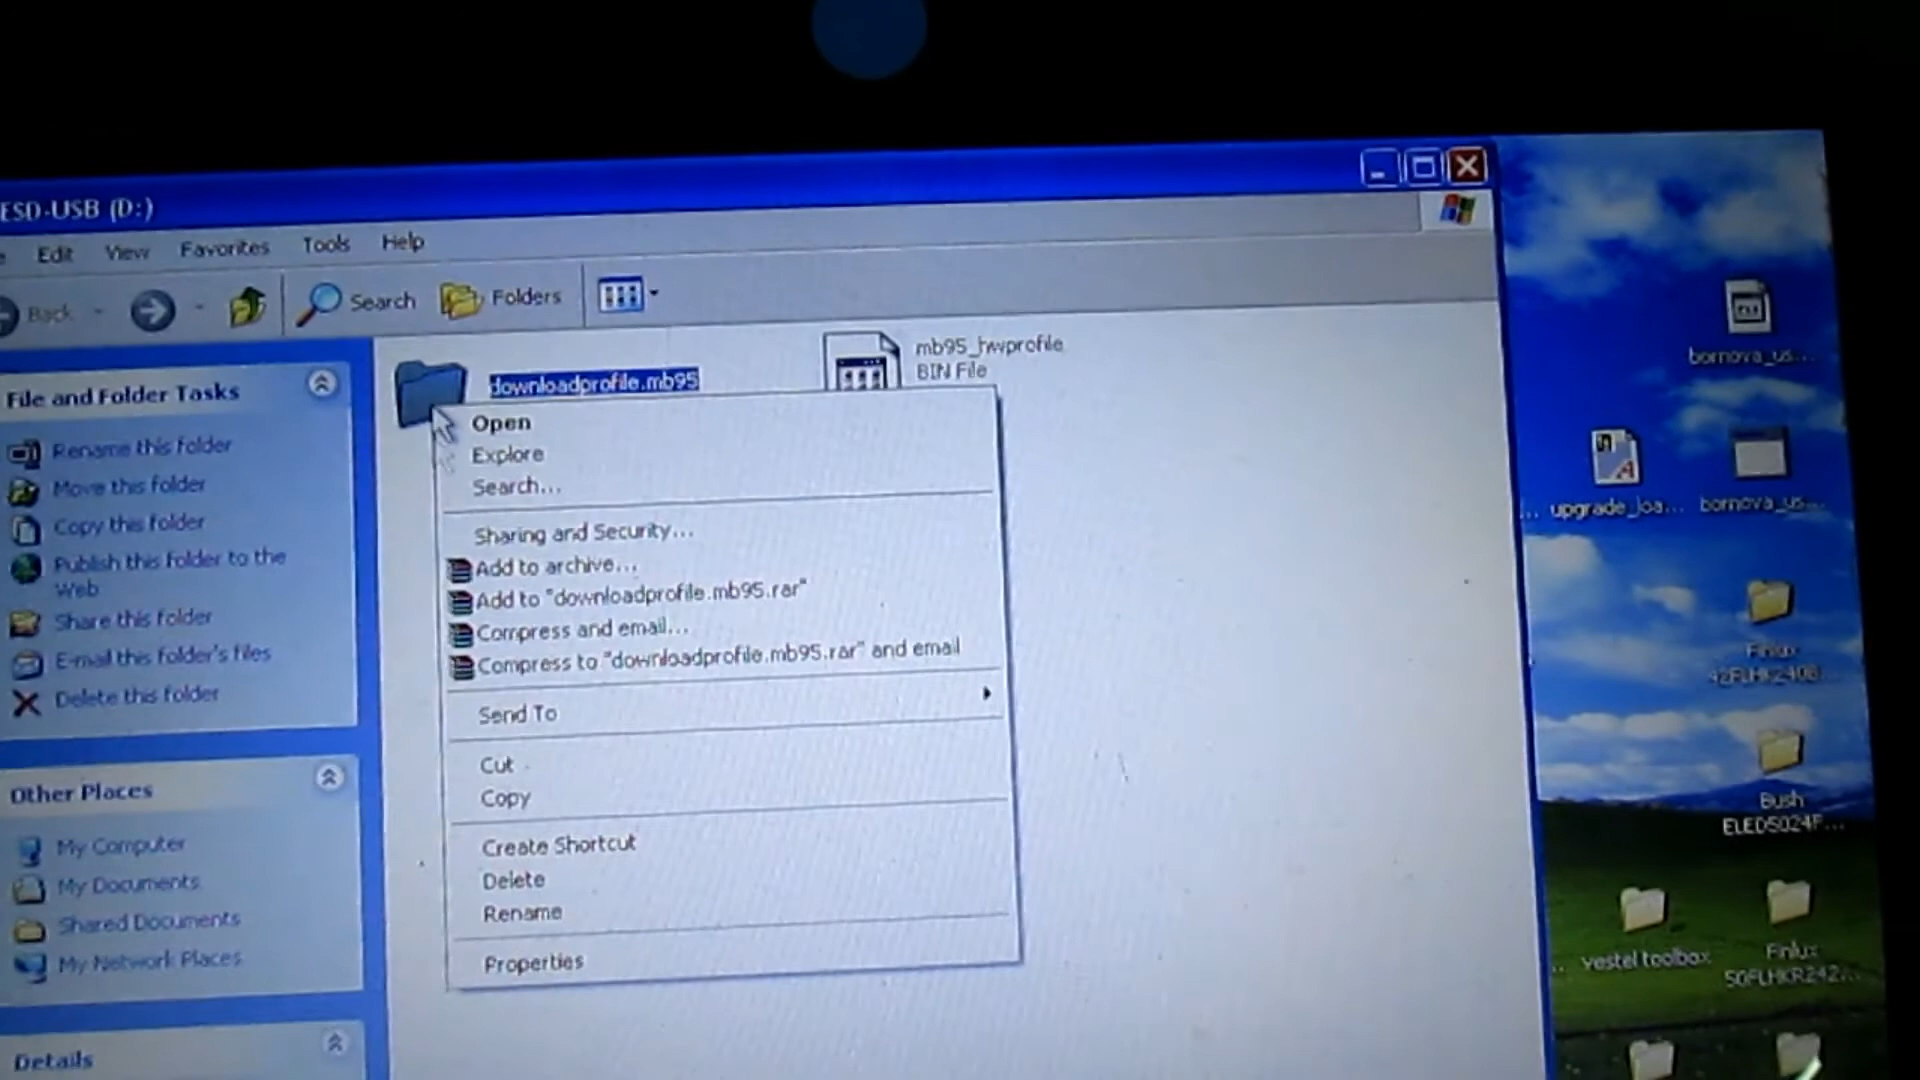 ESD-USB (D:)
Edit View Favorites Tools Help
Back Search Folders
File and Folder Tasks
Rename this folder
Move this folder
Copy this folder
Publish this folder to the
Web
Share this folder
E-mail this folder's files
Delete this folder
Other Places
My Computer
My Documents
Shared Documents
My Network Places
Details
downloadprofile.mb95
mb95_hwprofile
BIN File
Open
Explore
Search...
Sharing and Security...
Add to archive...
Add to "downloadprofile.mb95.rar"
Compress and email...
Compress to "downloadprofile.mb95.rar" and email
Send To
Cut
Copy
Create Shortcut
Delete
Rename
Properties
bornova_us...
upgrade_loa...
bornova_us...
Finlux
Bush
ELED5024F...
vestel toolbox
Finlux
50FLHKR242...